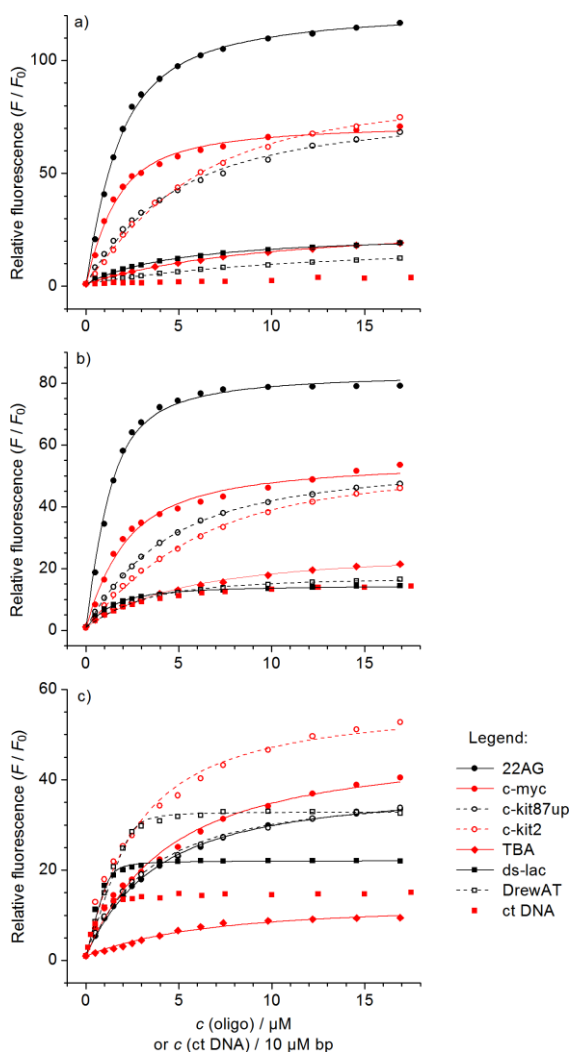 a)
Relative fluorescence (F / F₀)
100
50
0
0 5 10 15
b)
Relative fluorescence (F / F₀)
80
60
40
20
0
0 5 10 15
c)
Relative fluorescence (F / F₀)
60
40
20
0
0 5 10 15
c (oligo) / µM
or c (ct DNA) / 10 µM bp
Legend:
22AG
c-myc
c-kit87up
c-kit2
TBA
ds-lac
DrewAT
ct DNA